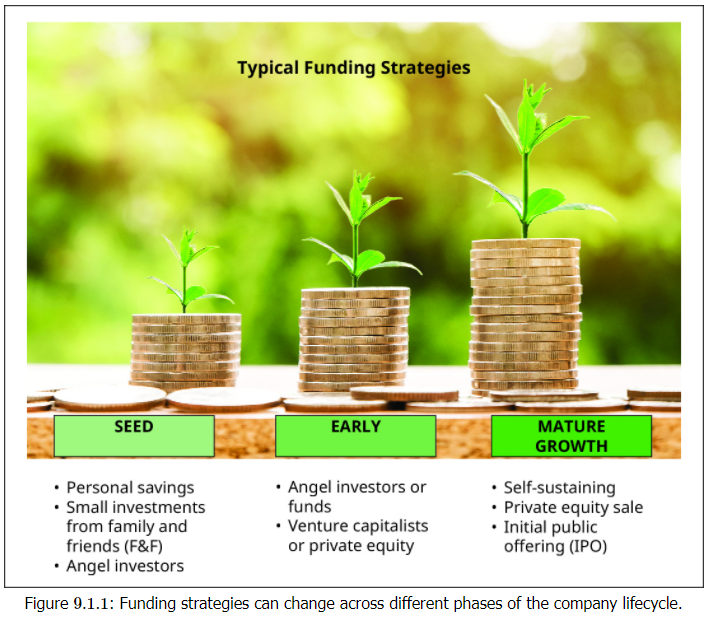 Typical Funding Strategies
SEED
• Personal savings
• Small investments
from family and
friends (F&F)
• Angel investors
EARLY
• Angel investors or
funds
• Venture capitalists
or private equity
MATURE
GROWTH
• Self-sustaining
• Private equity sale
• Initial public
offering (IPO)
Figure 9.1.1: Funding strategies can change across different phases of the company lifecycle.